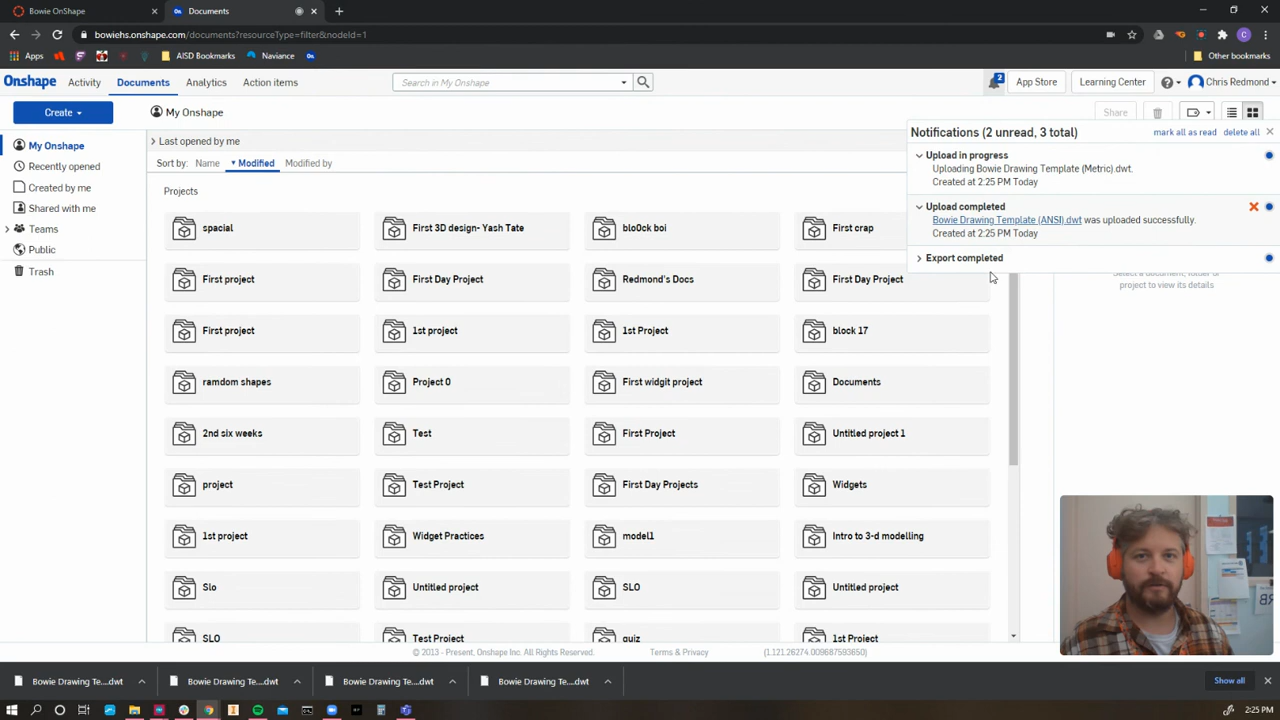 Bowie OnShape
Documents
bowiehs.onshape.com/documents?resourceType=filter&nodeId=1
Apps
AISD Bookmarks
Naviance
Other bookmarks
Onshape
Activity
Documents
Analytics
Action items
Search in My Onshape
2
App Store
Learning Center
Chris Redmond
Create
My Onshape
Share
My Onshape
Recently opened
Created by me
Shared with me
Teams
Public
Trash
Last opened by me
Sort by: Name Modified Modified by
Projects
spacial
First 3D design- Yash Tate
blo0ck boi
First crap
First project
First Day Project
Redmond's Docs
First Day Project
First project
1st project
1st Project
block 17
ramdom shapes
Project 0
First widgit project
Documents
2nd six weeks
Test
First Project
Untitled project 1
project
Test Project
First Day Projects
Widgets
1st project
Widget Practices
model1
Intro to 3-d modelling
Slo
Untitled project
SLO
Untitled project
SLO
Test Project
quiz
1st Project
Notifications (2 unread, 3 total)
mark all as read delete all
Upload in progress
Uploading Bowie Drawing Template (Metric).dwt.
Created at 2:25 PM Today
Upload completed
Bowie Drawing Template (ANSI).dwt was uploaded successfully.
Created at 2:25 PM Today
Export completed
Select a document, folder or
project to view its details
© 2013 - Present, Onshape Inc. All Rights Reserved.
Terms & Privacy
(1.121.26274.009687593650)
Bowie Drawing Te....dwt
Bowie Drawing Te....dwt
Bowie Drawing Te....dwt
Bowie Drawing Te....dwt
Show all
2:25 PM